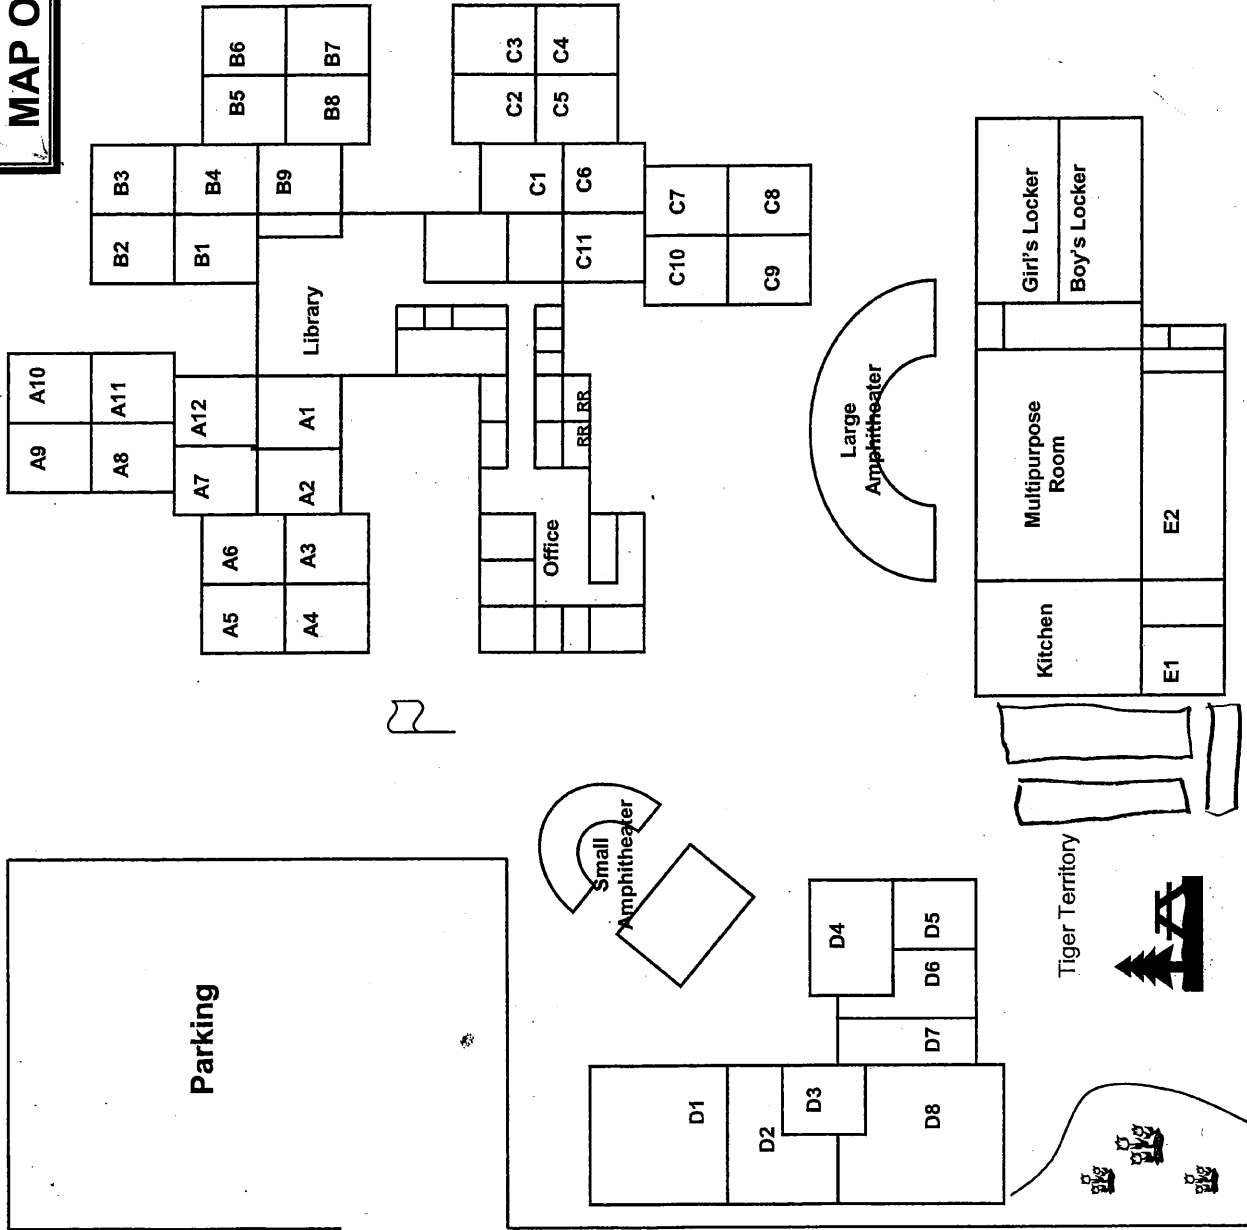 MAP O
B6
B7
B5
B8
B3
B4
B9
B2
B1
C3
C4
C2
C5
C1
C6
C11
C7
C8
C10
C9
Library
A10
A11
A9
A8
A12
A7
A1
A2
A6
A3
A5
A4
RR
RR
Office
Large
Amphitheater
Girl's Locker
Boy's Locker
Multipurpose
Room
Kitchen
E2
E1
Small
Amphitheater
Parking
D4
D5
D6
D7
D1
D2
D3
D8
Tiger Territory